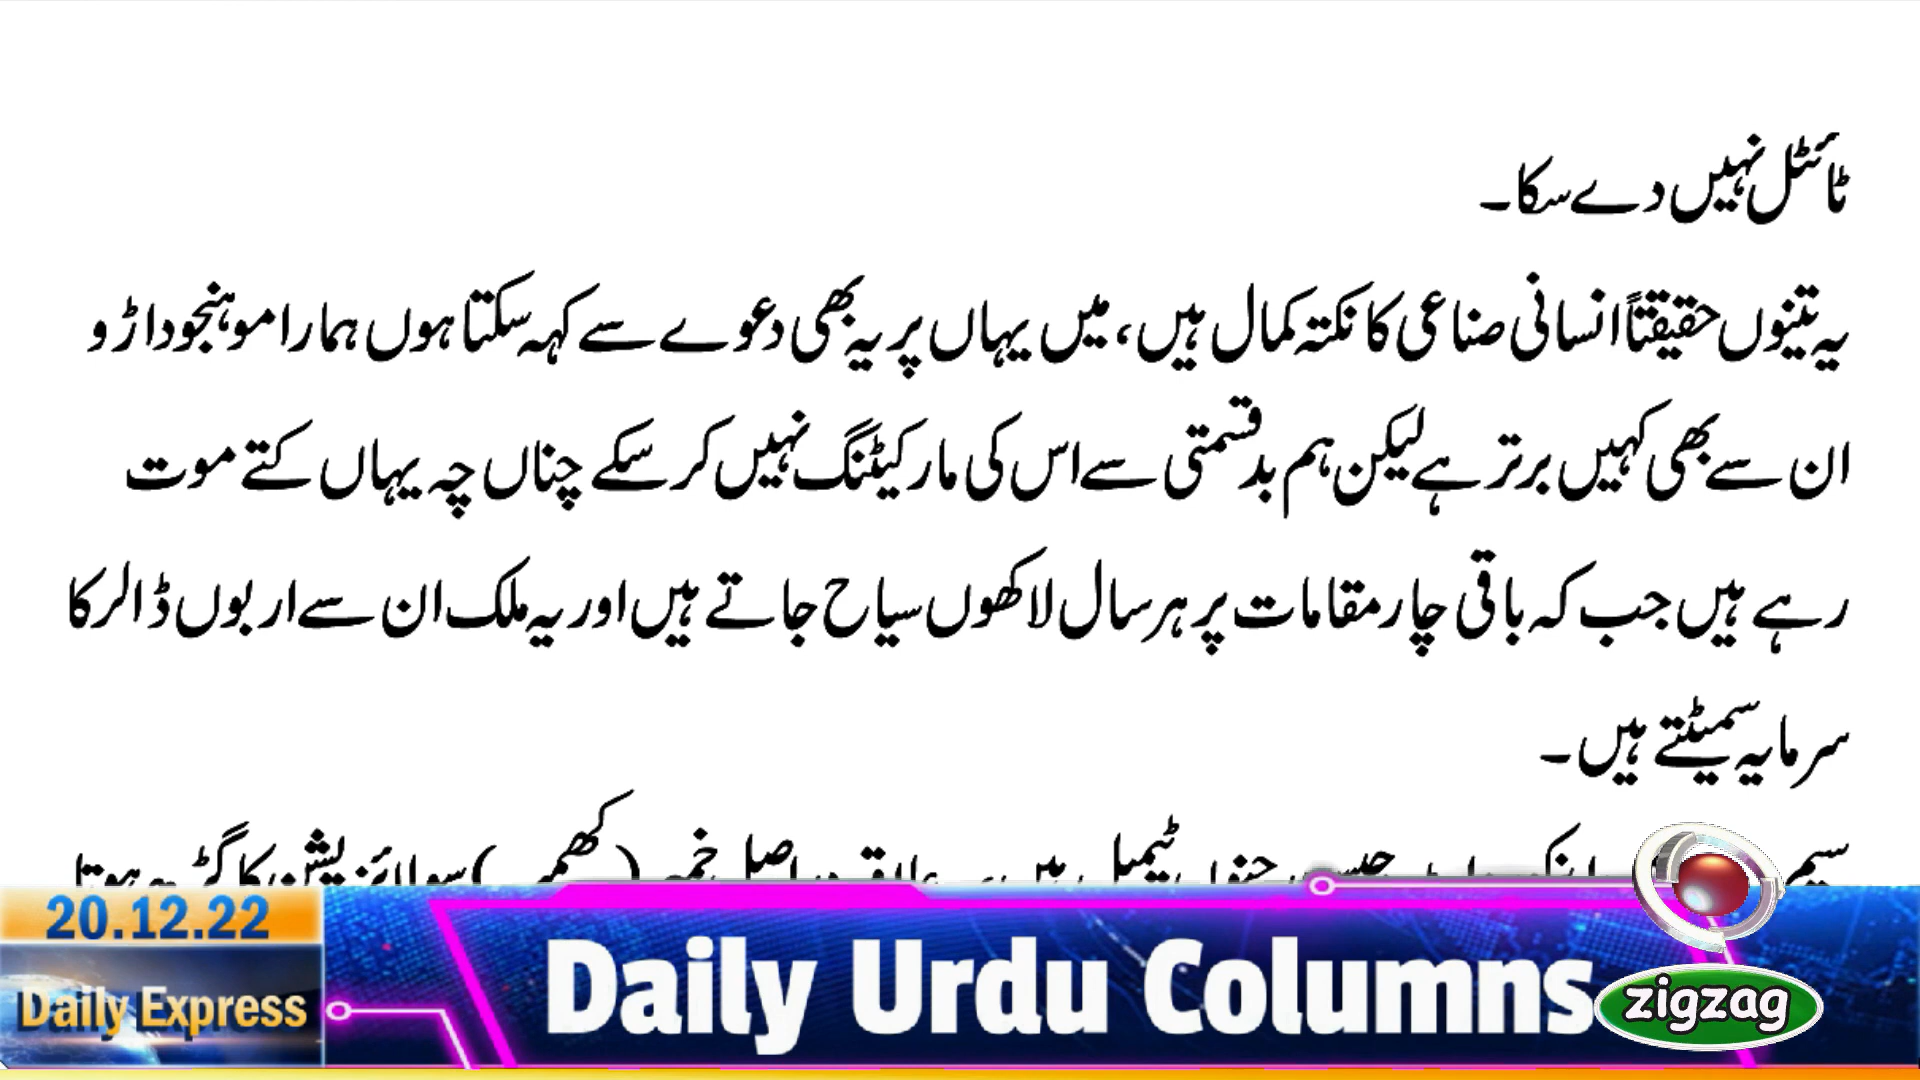 ٹائٹل نہیں دے سکا۔
یہ تینوں حقیقتاً انسانی صناعی کا نکتہ کمال ہیں، میں یہاں پر یہ بھی دعوے سے کہہ سکتا ہوں ہمارا موہنجوداڑو
ان سے بھی کہیں برتر ہے لیکن ہم بدقسمتی سے اس کی مارکیٹنگ نہیں کر سکے چناں چہ یہاں کتے موت
رہے ہیں جب کہ باقی چار مقامات پر ہر سال لاکھوں سیاح جاتے ہیں اور یہ ملک ان سے اربوں ڈالر کا
سرمایہ سمیٹتے ہیں۔
20.12.22
Daily Express
Daily Urdu Columns
zigzag